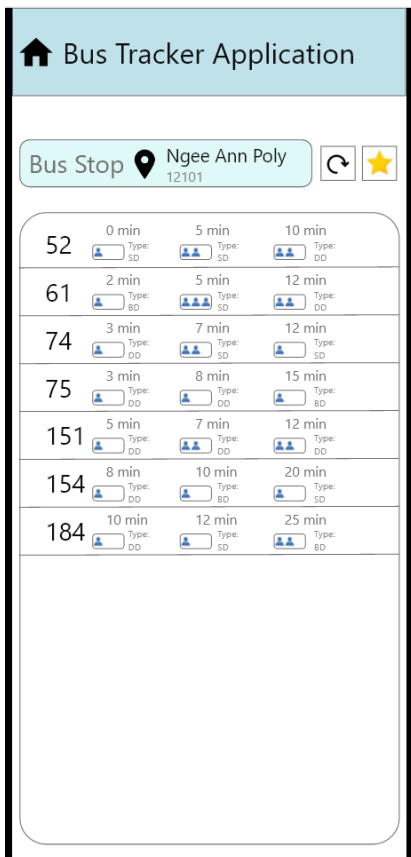 Bus Tracker Application
Bus Stop Ngee Ann Poly
12101
0 min 5 min 10 min
52 Type: Type: Type:
SD SD DD
2 min 5 min 12 min
61 Type: Type: Type:
BD SD DD
3 min 7 min 12 min
74 Type: Type: Type:
DD SD SD
3 min 8 min 15 min
75 Type: Type: Type:
DD DD BD
5 min 7 min 12 min
151 Type: Type: Type:
DD DD DD
8 min 10 min 20 min
154 Type: Type: Type:
DD BD SD
10 min 12 min 25 min
184 Type: Type: Type:
DD SD BD